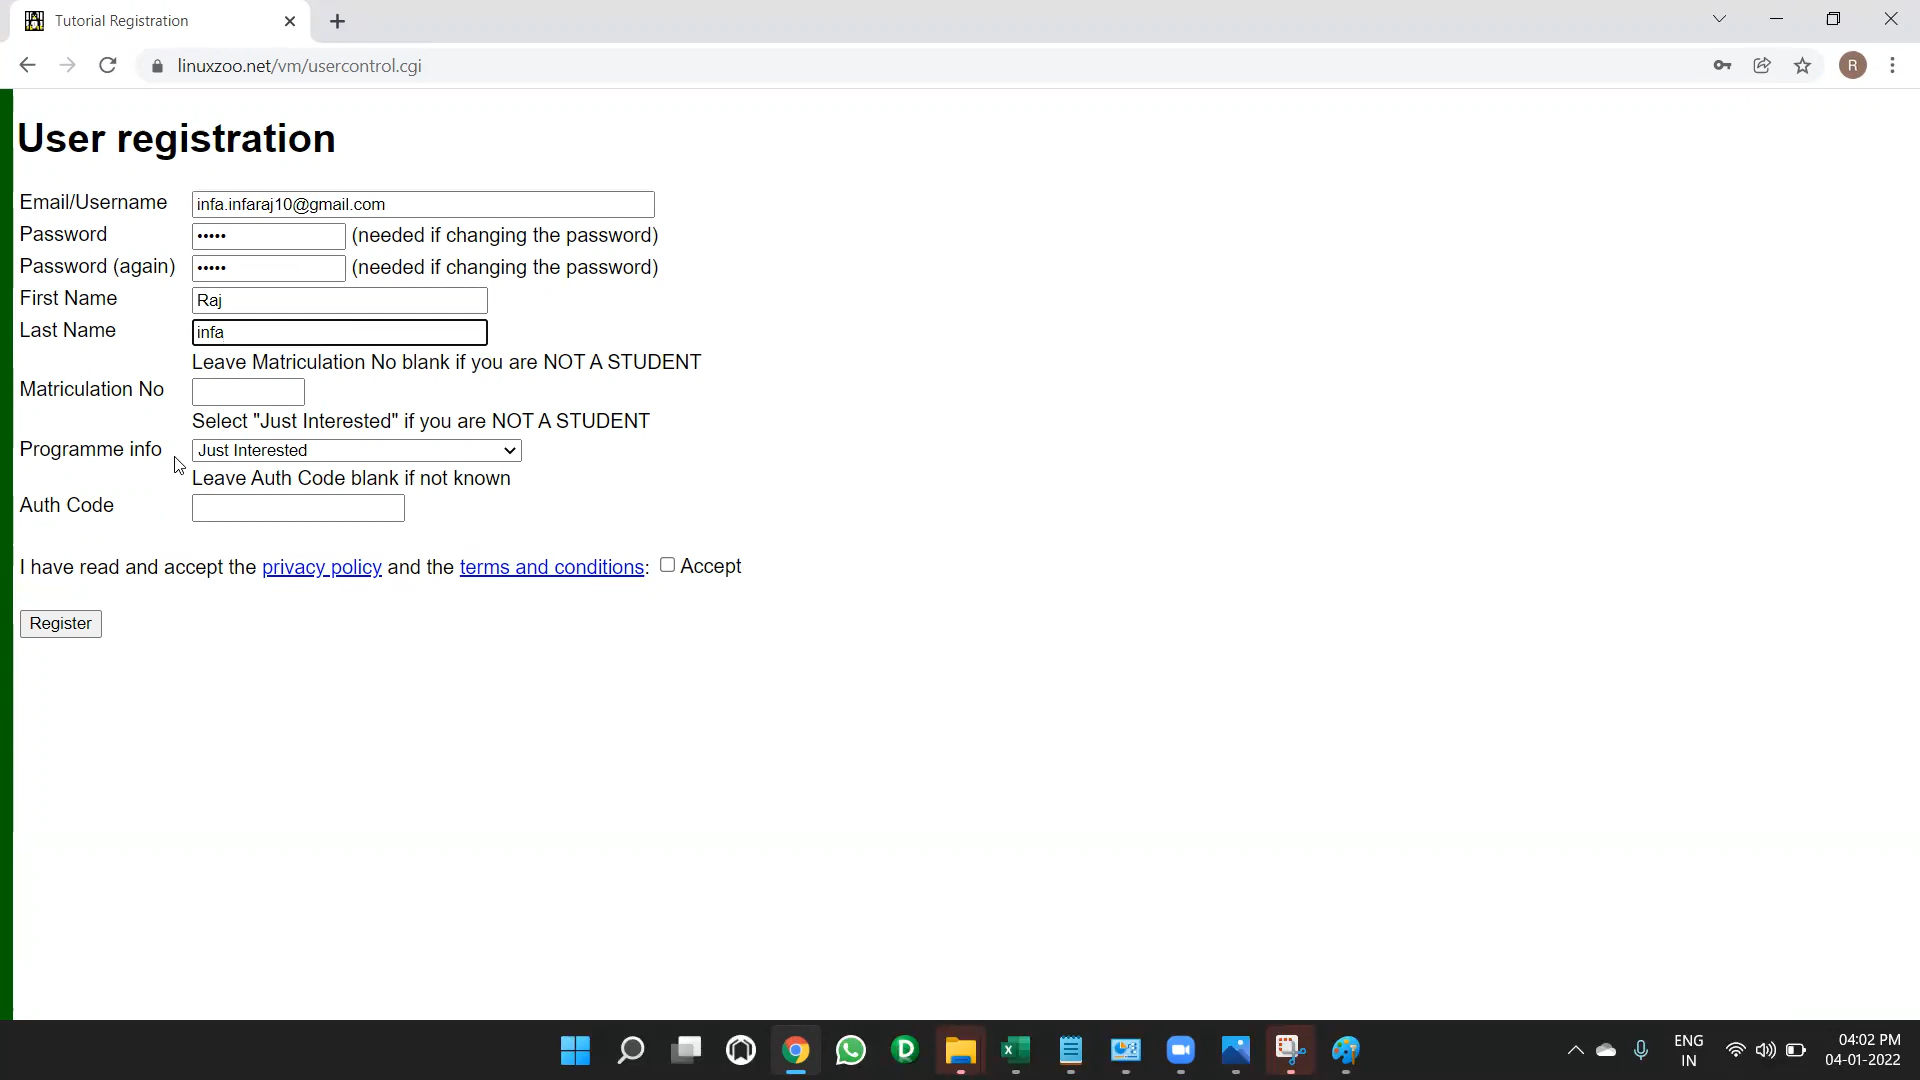 Tutorial Registration
linuxzoo.net/vm/usercontrol.cgi
R
User registration
Email/Username infa.infaraj10@gmail.com
Password ••••• (needed if changing the password)
Password (again) ••••• (needed if changing the password)
First Name Raj
Last Name infa
Leave Matriculation No blank if you are NOT A STUDENT
Matriculation No
Select "Just Interested" if you are NOT A STUDENT
Programme info Just Interested
Leave Auth Code blank if not known
Auth Code
I have read and accept the privacy policy and the terms and conditions: Accept
Register
ENG
IN
04:02 PM
04-01-2022